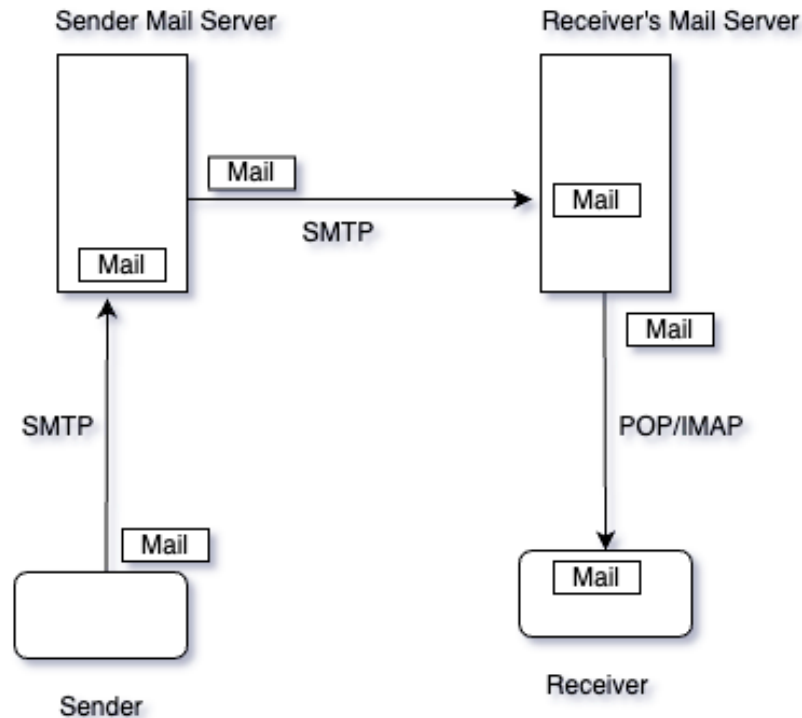 Sender Mail Server
Receiver's Mail Server
Mail
Mail
SMTP
Mail
Mail
SMTP
POP/IMAP
Mail
Mail
Receiver
Sender